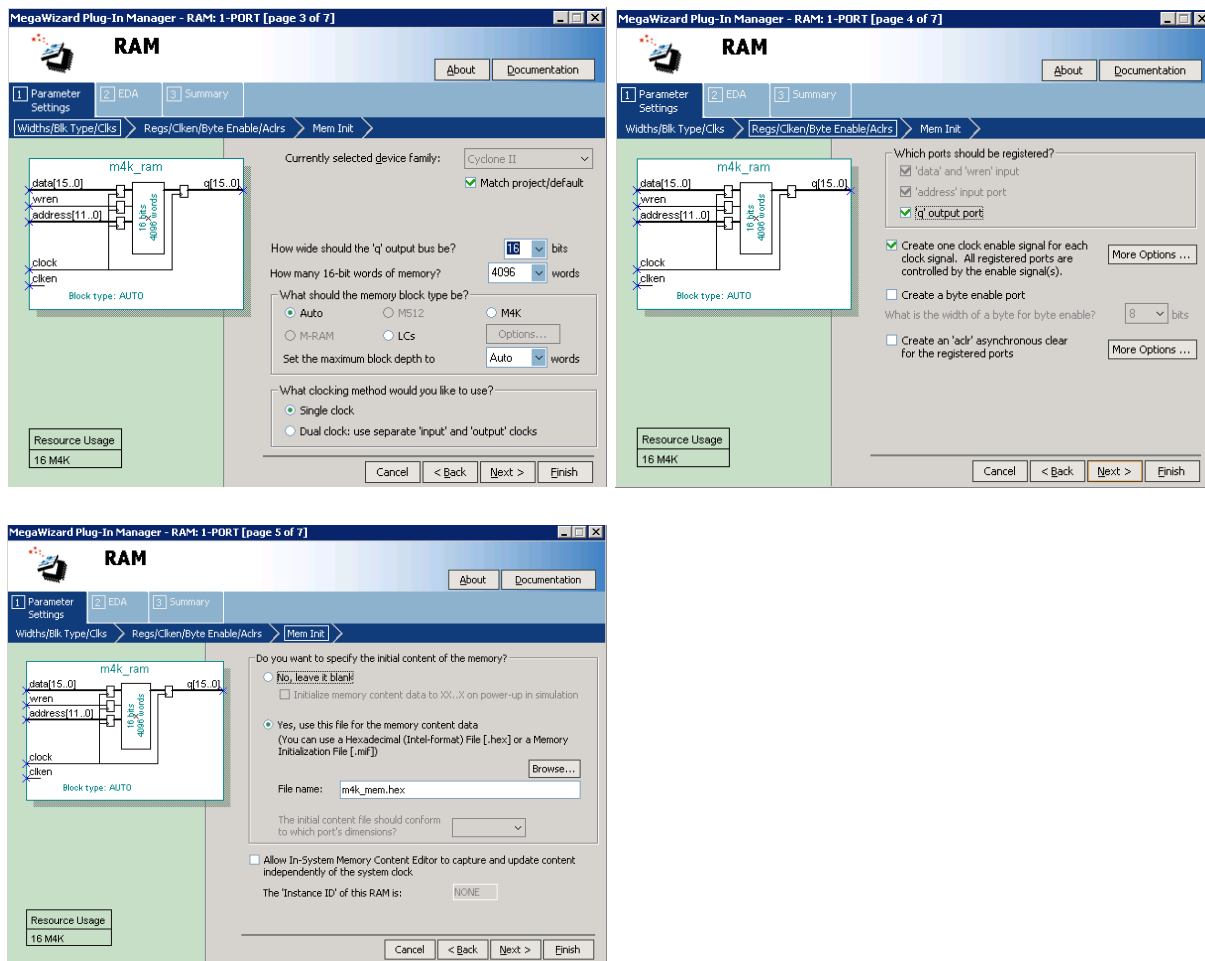 MegaWizard Plug-In Manager - RAM: 1-PORT [page 3 of 7]
RAM
About
Documentation
1 Parameter Settings
2 EDA
3 Summary
Widths/Blk Type/Clks
Regs/Clken/Byte Enable/Aclrs
Mem Init
m4k_ram
data[15..0]
wren
address[11..0]
clock
clken
q[15..0]
16 bits
4096 words
Block type: AUTO
Resource Usage
16 M4K
Currently selected device family:
Cyclone II
Match project/default
How wide should the 'q' output bus be?
16
bits
How many 16-bit words of memory?
4096
words
What should the memory block type be?
Auto
M512
M4K
M-RAM
LCs
Options...
Set the maximum block depth to
Auto
words
What clocking method would you like to use?
Single clock
Dual clock: use separate 'input' and 'output' clocks
Cancel
< Back
Next >
Finish
MegaWizard Plug-In Manager - RAM: 1-PORT [page 4 of 7]
RAM
About
Documentation
1 Parameter Settings
2 EDA
3 Summary
Widths/Blk Type/Clks
Regs/Clken/Byte Enable/Aclrs
Mem Init
m4k_ram
data[15..0]
wren
address[11..0]
clock
clken
q[15..0]
16 bits
4096 words
Block type: AUTO
Resource Usage
16 M4K
Which ports should be registered?
'data' and 'wren' input
'address' input port
'q' output port
Create one clock enable signal for each
clock signal. All registered ports are
controlled by the enable signal(s).
More Options ...
Create a byte enable port
What is the width of a byte for byte enable?
8
bits
Create an 'aclr' asynchronous clear
for the registered ports
More Options ...
Cancel
< Back
Next >
Finish
MegaWizard Plug-In Manager - RAM: 1-PORT [page 5 of 7]
RAM
About
Documentation
1 Parameter Settings
2 EDA
3 Summary
Widths/Blk Type/Clks
Regs/Clken/Byte Enable/Aclrs
Mem Init
m4k_ram
data[15..0]
wren
address[11..0]
clock
clken
q[15..0]
16 bits
4096 words
Block type: AUTO
Resource Usage
16 M4K
Do you want to specify the initial content of the memory?
No, leave it blank
Initialize memory content data to XX..X on power-up in simulation
Yes, use this file for the memory content data
(You can use a Hexadecimal (Intel-format) File [.hex] or a Memory
Initialization File [.mif])
Browse...
File name:
m4k_mem.hex
The initial content file should conform
to which port's dimensions?
Allow In-System Memory Content Editor to capture and update content
independently of the system clock
The 'Instance ID' of this RAM is:
NONE
Cancel
< Back
Next >
Finish